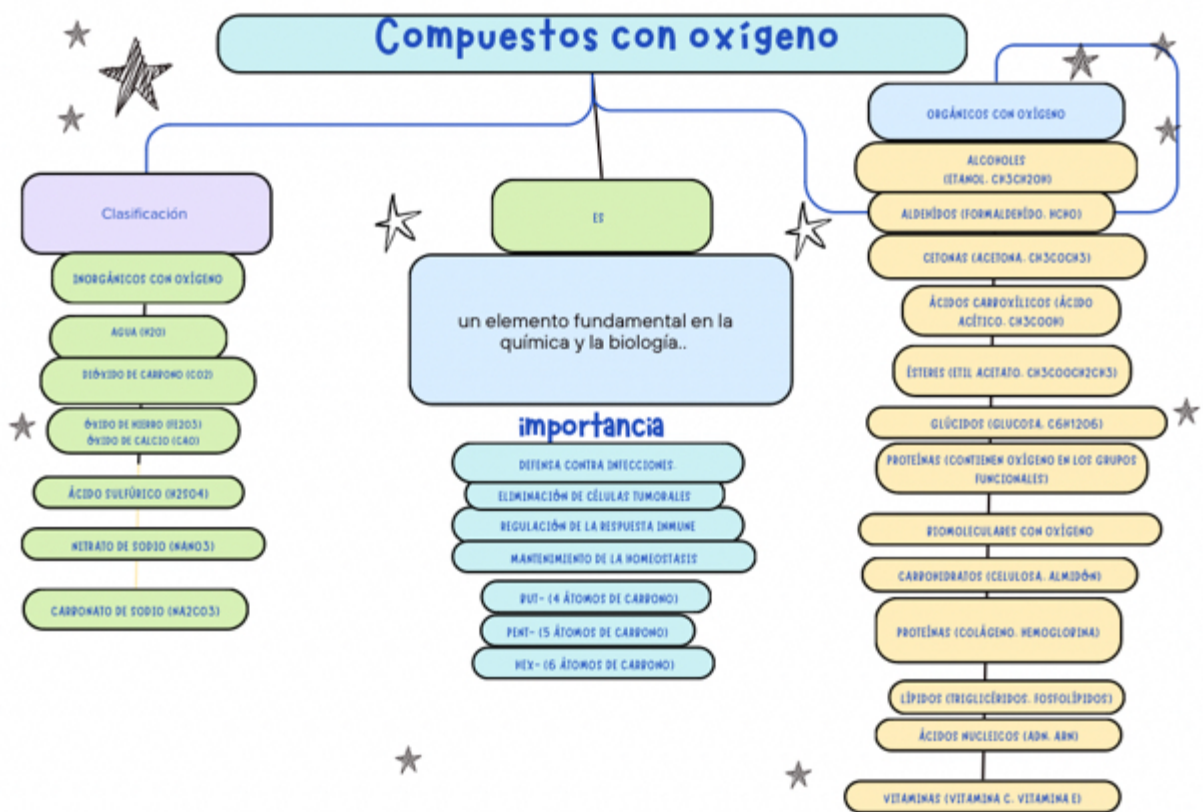 Compuestos con oxígeno
Clasificación
INORGÁNICOS CON OXÍGENO
AGUA (H2O)
DIÓXIDO DE CARBONO (CO2)
ÓXIDO DE HIERRO (FE2O3)
ÓXIDO DE CALCIO (CAO)
ÁCIDO SULFÚRICO (H2SO4)
NITRATO DE SODIO (NANO3)
CARBONATO DE SODIO (NA2CO3)
ES
un elemento fundamental en la
química y la biología..
importancia
DEFENSA CONTRA INFECCIONES.
ELIMINACIÓN DE CÉLULAS TUMORALES
REGULACIÓN DE LA RESPUESTA INMUNE
MANTENIMIENTO DE LA HOMEOSTASIS
BUT- (4 ÁTOMOS DE CARBONO)
PENT- (5 ÁTOMOS DE CARBONO)
HEX- (6 ÁTOMOS DE CARBONO)
ORGÁNICOS CON OXÍGENO
ALCOHOLES
(ETANOL, CH3CH2OH)
ALDEHÍDOS (FORMALDEHÍDO, HCHO)
CETONAS (ACETONA, CH3COCH3)
ÁCIDOS CARBOXÍLICOS (ÁCIDO
ACÍTICO, CH3COOH)
ÉSTERES (ETIL ACETATO, CH3COOCH2CH3)
GLÚCIDOS (GLUCOSA, C6H12O6)
PROTEÍNAS (CONTIENEN OXÍGENO EN LOS GRUPOS
FUNCIONALES)
BIOMOLECULARES CON OXÍGENO
CARBOHIDRATOS (CELULOSA, ALMIDÓN)
PROTEÍNAS (COLÁGENO, HEMOGLOBINA)
LÍPIDOS (TRIGLICÉRIDOS, FOSFOLÍPIDOS)
ÁCIDOS NUCLEICOS (ADN, ARN)
VITAMINAS (VITAMINA C, VITAMINA E)